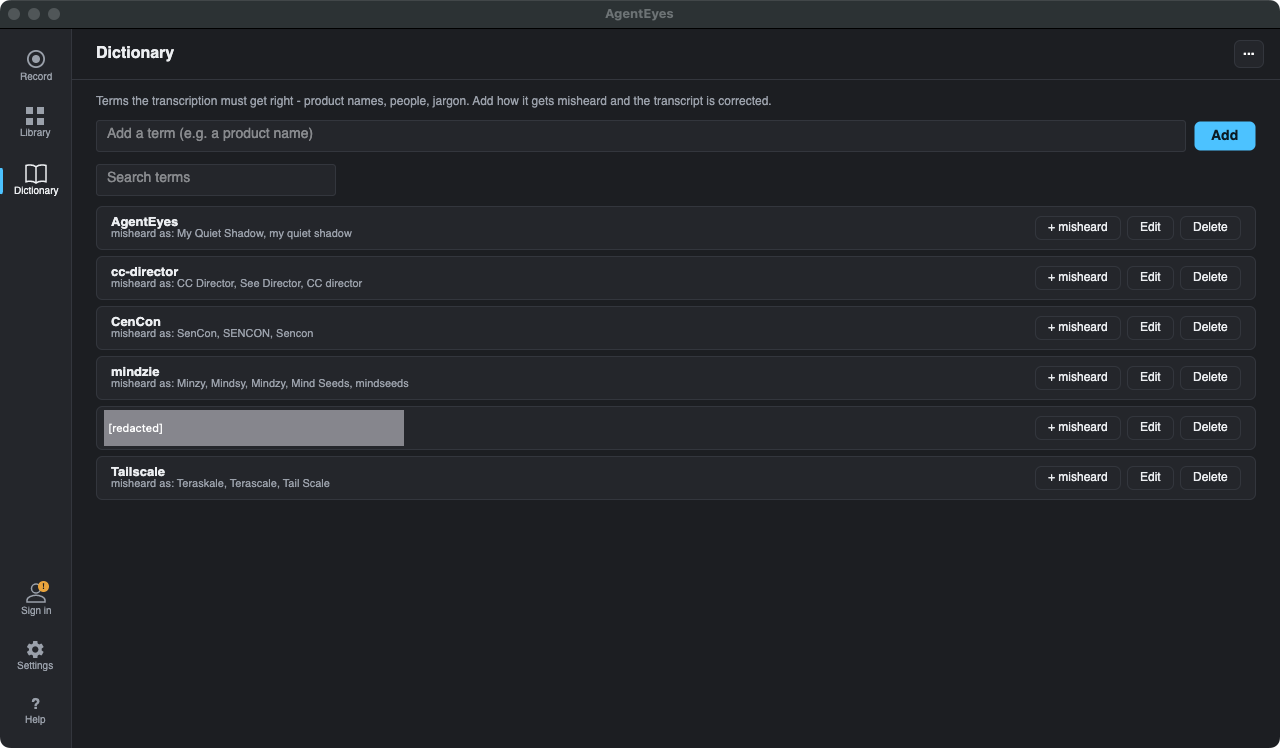 AgentEyes
Record
Library
Dictionary
Sign in
Settings
? Help
Dictionary
...
Terms the transcription must get right - product names, people, jargon. Add how it gets misheard and the transcript is corrected.
Add a term (e.g. a product name)
Add
Search terms
AgentEyes
misheard as: My Quiet Shadow, my quiet shadow
+ misheard Edit Delete
cc-director
misheard as: CC Director, See Director, CC director
+ misheard Edit Delete
CenCon
misheard as: SenCon, SENCON, Sencon
+ misheard Edit Delete
mindzie
misheard as: Minzy, Mindsy, Mindzy, Mind Seeds, mindseeds
+ misheard Edit Delete
[redacted]
+ misheard Edit Delete
Tailscale
misheard as: Teraskale, Terascale, Tail Scale
+ misheard Edit Delete